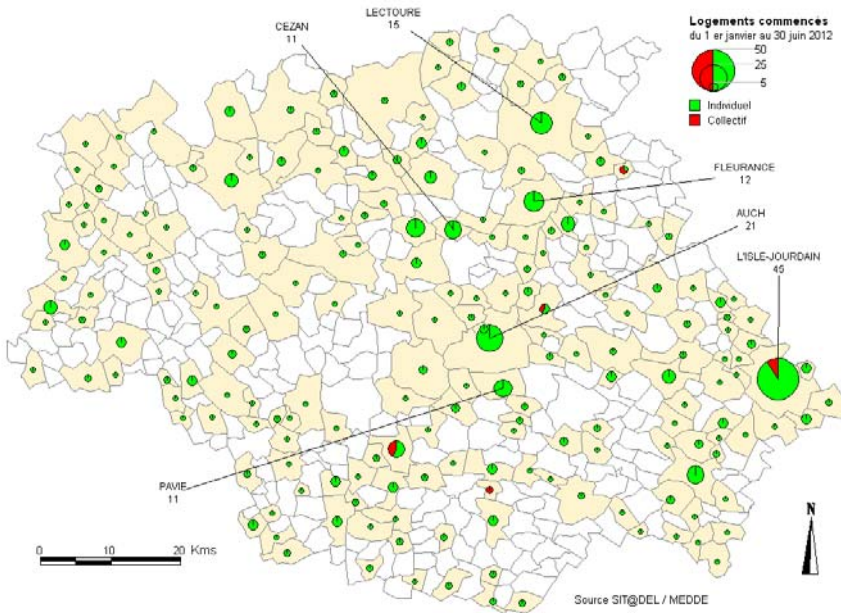 LECTOURE
15
CEZAN
11
Logements commencés
du 1 er janvier au 30 juin 2012
50
25
5
Individuel
Collectif
FLEURANCE
12
AUCH
21
L'ISLE-JOURDAIN
45
PAVIE
11
N
0 10 20 Kms
Source SIT@DEL / MEDDE